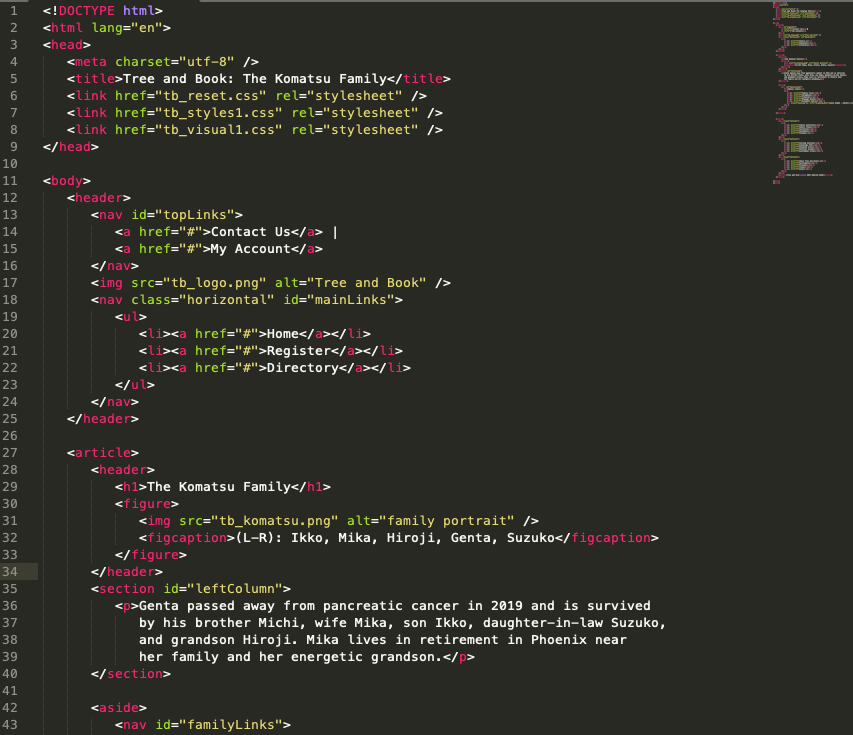 1 <!DOCTYPE html>
2 <html lang="en">
3 <head>
4 <meta charset="utf-8" />
5 <title>Tree and Book: The Komatsu Family</title>
6 <link href="tb_reset.css" rel="stylesheet" />
7 <link href="tb_styles1.css" rel="stylesheet" />
8 <link href="tb_visual1.css" rel="stylesheet" />
9 </head>
10
11 <body>
12 <header>
13 <nav id="topLinks">
14 <a href="#">Contact Us</a> |
15 <a href="#">My Account</a>
16 </nav>
17 <img src="tb_logo.png" alt="Tree and Book" />
18 <nav class="horizontal" id="mainLinks">
19 <ul>
20 <li><a href="#">Home</a></li>
21 <li><a href="#">Register</a></li>
22 <li><a href="#">Directory</a></li>
23 </ul>
24 </nav>
25 </header>
26
27 <article>
28 <header>
29 <h1>The Komatsu Family</h1>
30 <figure>
31 <img src="tb_komatsu.png" alt="family portrait" />
32 <figcaption>(L-R): Ikko, Mika, Hiroji, Genta, Suzuko</figcaption>
33 </figure>
34 </header>
35 <section id="leftColumn">
36 <p>Genta passed away from pancreatic cancer in 2019 and is survived
37 by his brother Michi, wife Mika, son Ikko, daughter-in-law Suzuko,
38 and grandson Hiroji. Mika lives in retirement in Phoenix near
39 her family and her energetic grandson.</p>
40 </section>
41
42 <aside>
43 <nav id="familyLinks">